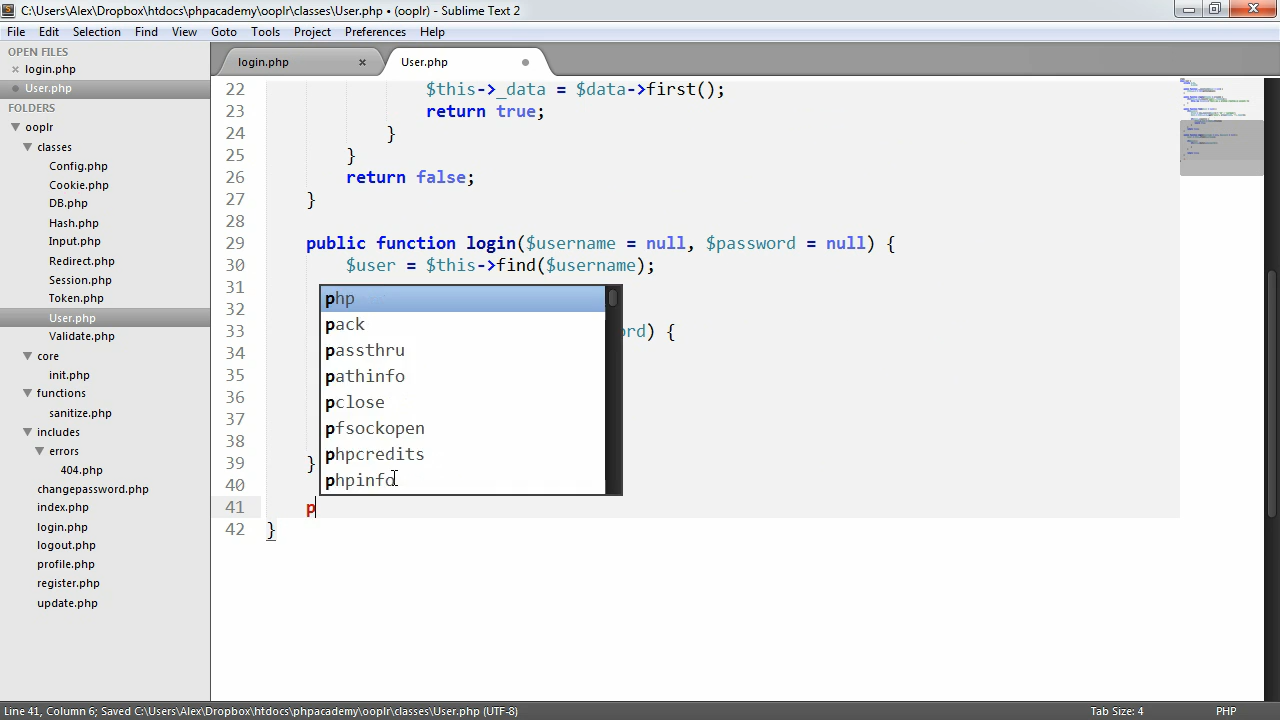 C:\Users\Alex\Dropbox\htdocs\phpacademy\ooplr\classes\User.php • (ooplr) - Sublime Text 2
File Edit Selection Find View Goto Tools Project Preferences Help
OPEN FILES
login.php
User.php
FOLDERS
ooplr
classes
Config.php
Cookie.php
DB.php
Hash.php
Input.php
Redirect.php
Session.php
Token.php
User.php
Validate.php
core
init.php
functions
sanitize.php
includes
errors
404.php
changepassword.php
index.php
login.php
logout.php
profile.php
register.php
update.php
login.php
User.php
22 $this->_data = $data->first();
23 return true;
24 }
25 }
26 return false;
27 }
28
29 public function login($username = null, $password = null) {
30 $user = $this->find($username);
31
32
33 ord) {
34
35
36
37
38
39 }
40
41 p
42 }
php
pack
passthru
pathinfo
pclose
pfsockopen
phpcredits
phpinfo
Line 41, Column 6; Saved C:\Users\Alex\Dropbox\htdocs\phpacademy\ooplr\classes\User.php (UTF-8)
Tab Size: 4
PHP